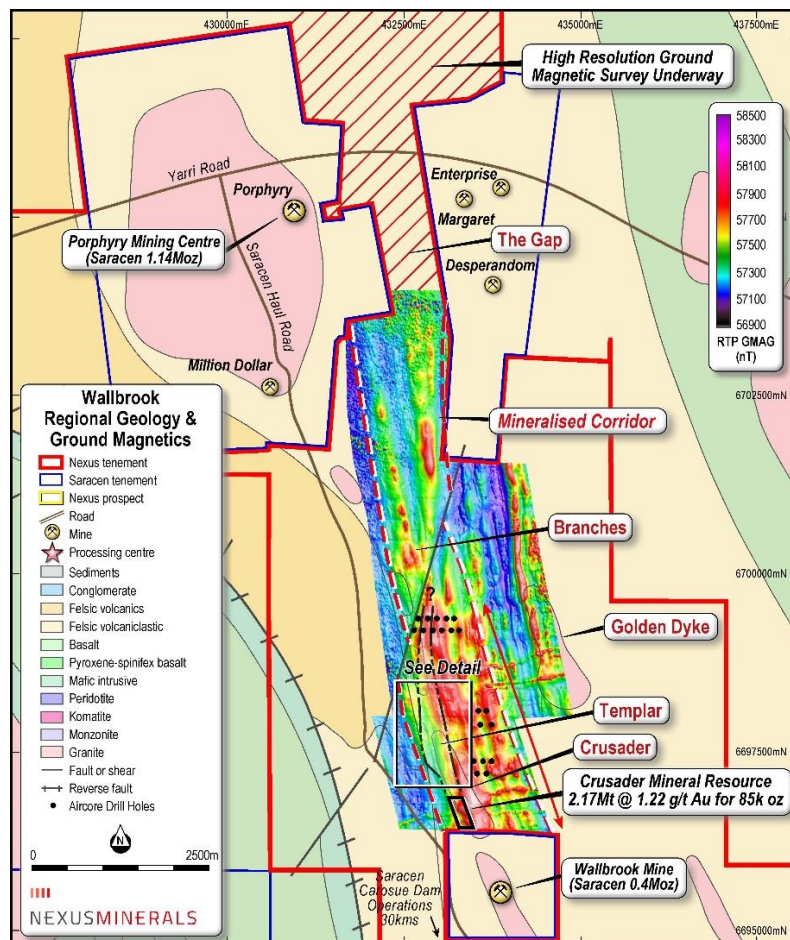 430000mE
432500mE
435000mE
437500mE
High Resolution Ground
Magnetic Survey Underway
58500
58300
58100
57900
57700
57500
57300
57100
56900
RTP GMAG
(nT)
Yarri Road
Porphyry
Enterprise
Margaret
Porphyry Mining Centre
(Saracen 1.14Moz)
The Gap
Desperandom
Saracen Haul Road
Million Dollar
6702500mN
Mineralised Corridor
Branches
6700000mN
?
Golden Dyke
See Detail
Templar
6697500mN
Crusader
Crusader Mineral Resource
2.17Mt @ 1.22 g/t Au for 85k oz
Wallbrook Mine
(Saracen 0.4Moz)
Saracen
Carosue Dam
Operations
30kms
6695000mN
Wallbrook
Regional Geology &
Ground Magnetics
Nexus tenement
Saracen tenement
Nexus prospect
Road
Mine
Processing centre
Sediments
Conglomerate
Felsic volcanics
Felsic volcaniclastic
Basalt
Pyroxene-spinifex basalt
Mafic intrusive
Peridotite
Komatite
Monzonite
Granite
Fault or shear
Reverse fault
Aircore Drill Holes
N
0
2500m
NEXUSMINERALS